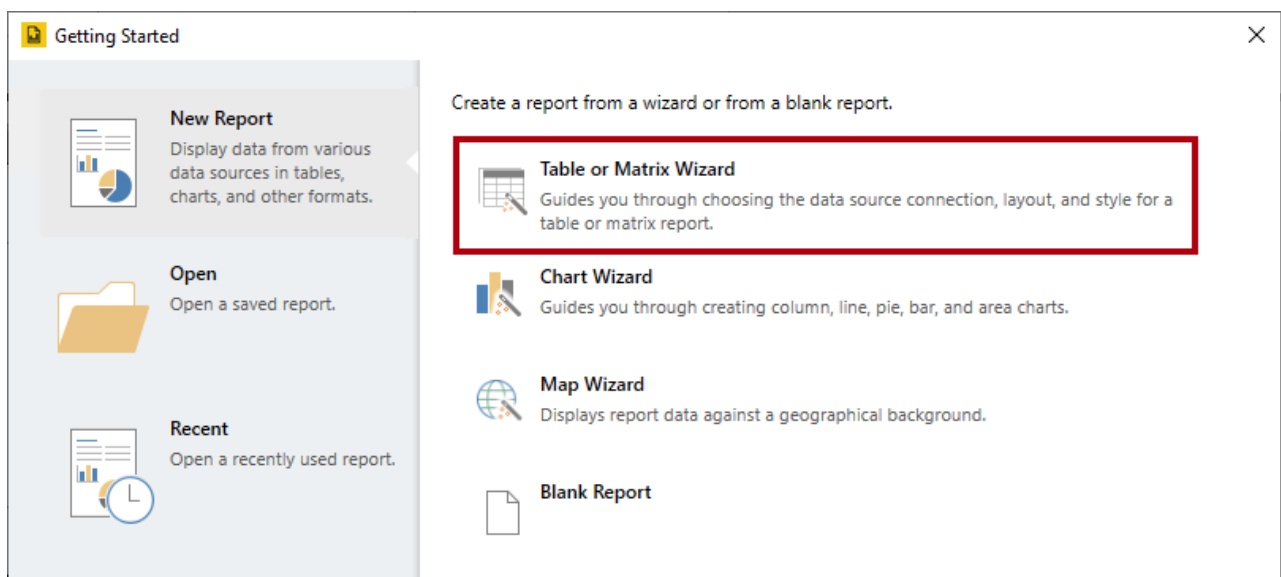 Getting Started
New Report
Display data from various
data sources in tables,
charts, and other formats.
Open
Open a saved report.
Recent
Open a recently used report.
Create a report from a wizard or from a blank report.
Table or Matrix Wizard
Guides you through choosing the data source connection, layout, and style for a
table or matrix report.
Chart Wizard
Guides you through creating column, line, pie, bar, and area charts.
Map Wizard
Displays report data against a geographical background.
Blank Report